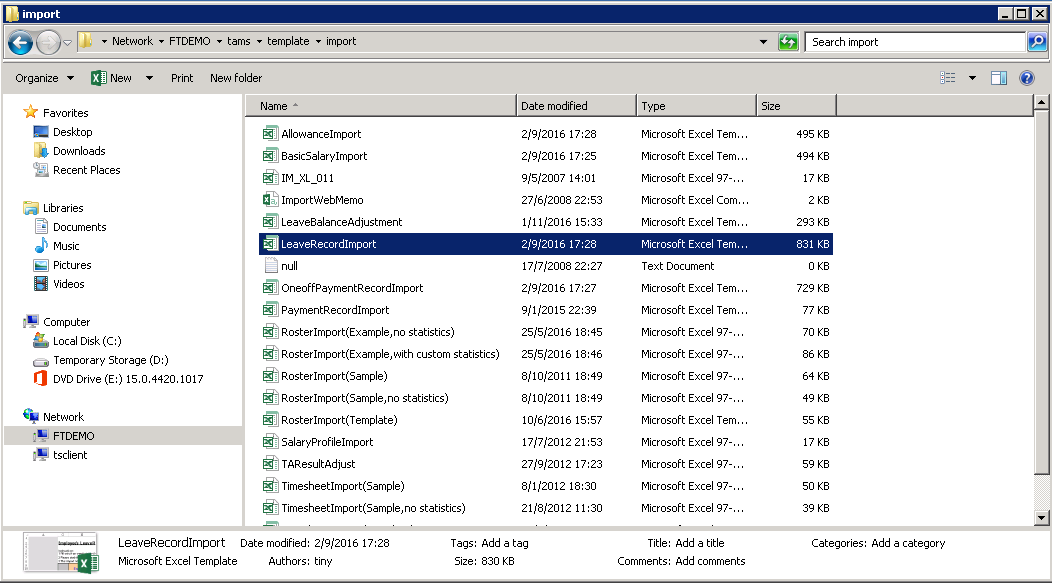 import
Network FTDEMO tams template import
Search import
Organize New Print New folder
Favorites
Desktop
Downloads
Recent Places
Libraries
Documents
Music
Pictures
Videos
Computer
Local Disk (C:)
Temporary Storage (D:)
DVD Drive (E:) 15.0.4420.1017
Network
FTDEMO
tsclient
Name Date modified Type Size
AllowanceImport 2/9/2016 17:28 Microsoft Excel Tem... 495 KB
BasicSalaryImport 2/9/2016 17:25 Microsoft Excel Tem... 494 KB
IM_XL_011 9/5/2007 14:01 Microsoft Excel 97-... 17 KB
ImportWebMemo 27/6/2008 22:53 Microsoft Excel Com... 2 KB
LeaveBalanceAdjustment 1/11/2016 15:33 Microsoft Excel Tem... 293 KB
LeaveRecordImport 2/9/2016 17:28 Microsoft Excel Tem... 831 KB
null 17/7/2008 22:27 Text Document 0 KB
OneoffPaymentRecordImport 2/9/2016 17:27 Microsoft Excel Tem... 729 KB
PaymentRecordImport 9/1/2015 22:39 Microsoft Excel Tem... 77 KB
RosterImport(Example,no statistics) 25/5/2016 18:45 Microsoft Excel 97-... 70 KB
RosterImport(Example,with custom statistics) 25/5/2016 18:46 Microsoft Excel 97-... 86 KB
RosterImport(Sample) 8/10/2011 18:49 Microsoft Excel 97-... 64 KB
RosterImport(Sample,no statistics) 8/10/2011 18:49 Microsoft Excel 97-... 49 KB
RosterImport(Template) 10/6/2016 15:57 Microsoft Excel Tem... 55 KB
SalaryProfileImport 17/7/2012 21:53 Microsoft Excel 97-... 17 KB
TAResultAdjust 27/9/2012 17:23 Microsoft Excel 97-... 59 KB
TimesheetImport(Sample) 8/1/2012 18:30 Microsoft Excel 97-... 50 KB
TimesheetImport(Sample,no statistics) 21/8/2012 11:30 Microsoft Excel 97-... 39 KB
LeaveRecordImport Date modified: 2/9/2016 17:28 Tags: Add a tag Title: Add a title Categories: Add a category
Microsoft Excel Template Authors: tiny Size: 830 KB Comments: Add comments